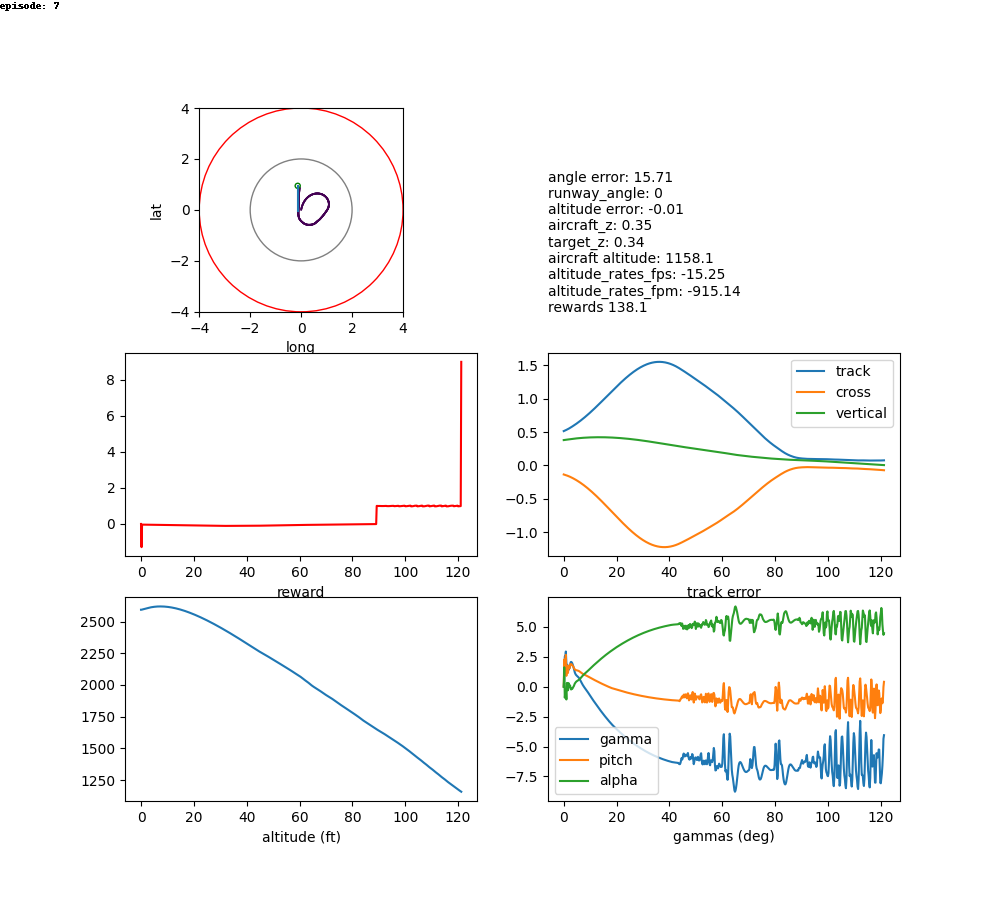 episode: 7
4
2
0
−2
−4
lat
−4 −2 0 2 4
long
angle error: 15.71
runway_angle: 0
altitude error: -0.01
aircraft_z: 0.35
target_z: 0.34
aircraft altitude: 1158.1
altitude_rates_fps: -15.25
altitude_rates_fpm: -915.14
rewards 138.1
8
6
4
2
0
0 20 40 60 80 100 120
reward
1.5
1.0
0.5
0.0
−0.5
−1.0
track
cross
vertical
0 20 40 60 80 100 120
track error
2500
2250
2000
1750
1500
1250
0 20 40 60 80 100 120
altitude (ft)
5.0
2.5
0.0
−2.5
−5.0
−7.5
gamma
pitch
alpha
0 20 40 60 80 100 120
gammas (deg)